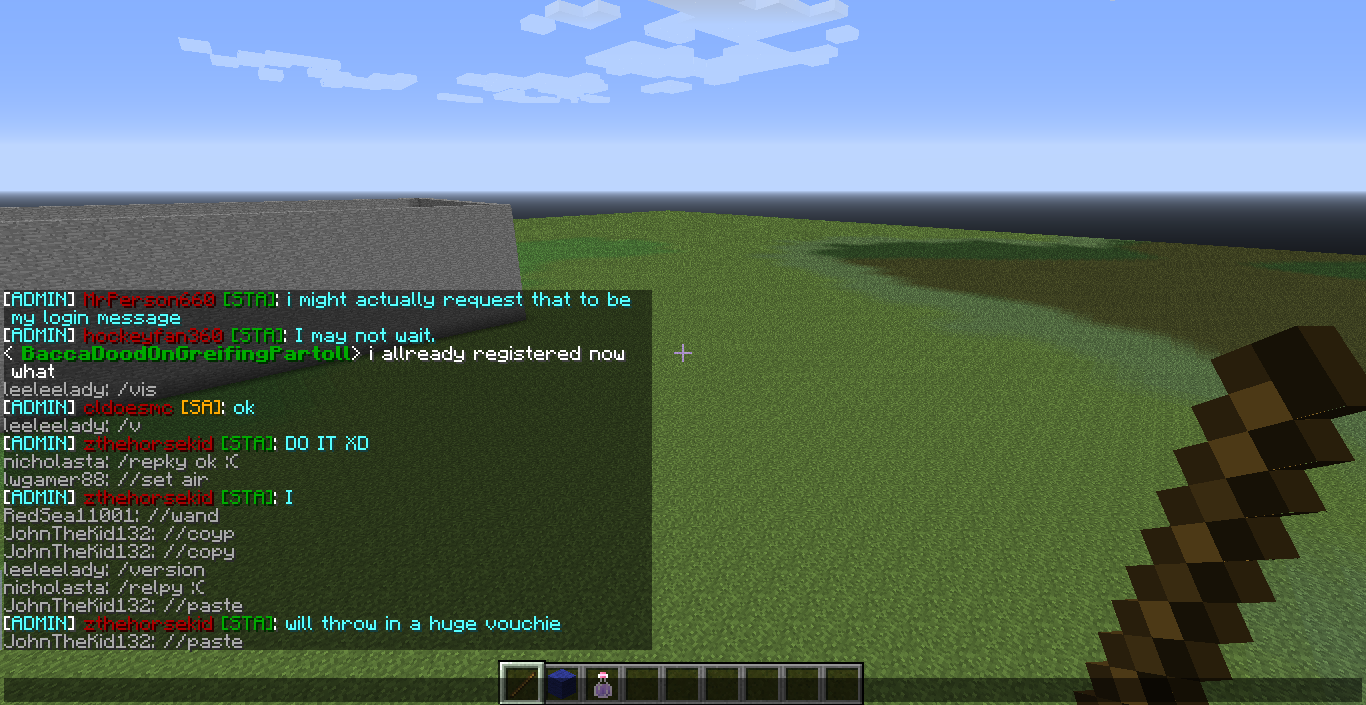 [ADMIN] MrPerson660 [STA]: i might actually request that to be
my login message
[ADMIN] hockeyfan360 [STA]: I may not wait.
< BaccaDoodOnGreifingPartoll> i allready registered now
what
leeleelady: /vis
[ADMIN] cldoesmc [SA]: ok
leeleelady: /v
[ADMIN] zthehorsekid [STA]: DO IT XD
nicholasta: /repky ok :(
lwgamer88: //set air
[ADMIN] zthehorsekid [STA]: I
RedSea11001: //wand
JohnTheKid132: //coyp
JohnTheKid132: //copy
leeleelady: /version
nicholasta: /relpy :(
JohnTheKid132: //paste
[ADMIN] zthehorsekid [STA]: will throw in a huge vouchie
JohnTheKid132: //paste